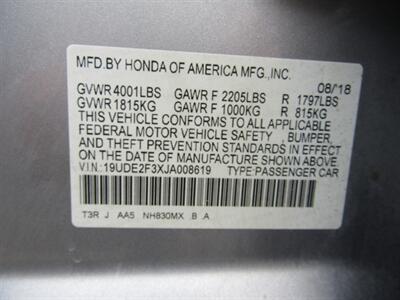 MFD.BY HONDA OF AMERICA MFG.,INC. 08/18
GVWR 4001LBS GAWR F 2205LBS R 1797LBS
GVWR 1815KG GAWR F 1000KG R 815KG
THIS VEHICLE CONFORMS TO ALL APPLICABLE
FEDERAL MOTOR VEHICLE SAFETY , BUMPER,
AND THEFT PREVENTION STANDARDS IN EFFECT
ON THE DATE OF MANUFACTURE SHOWN ABOVE.
V.I.N.: 19UDE2F3XJA008619 TYPE:PASSENGER CAR
T3R J AA5 NH830MX .B .A